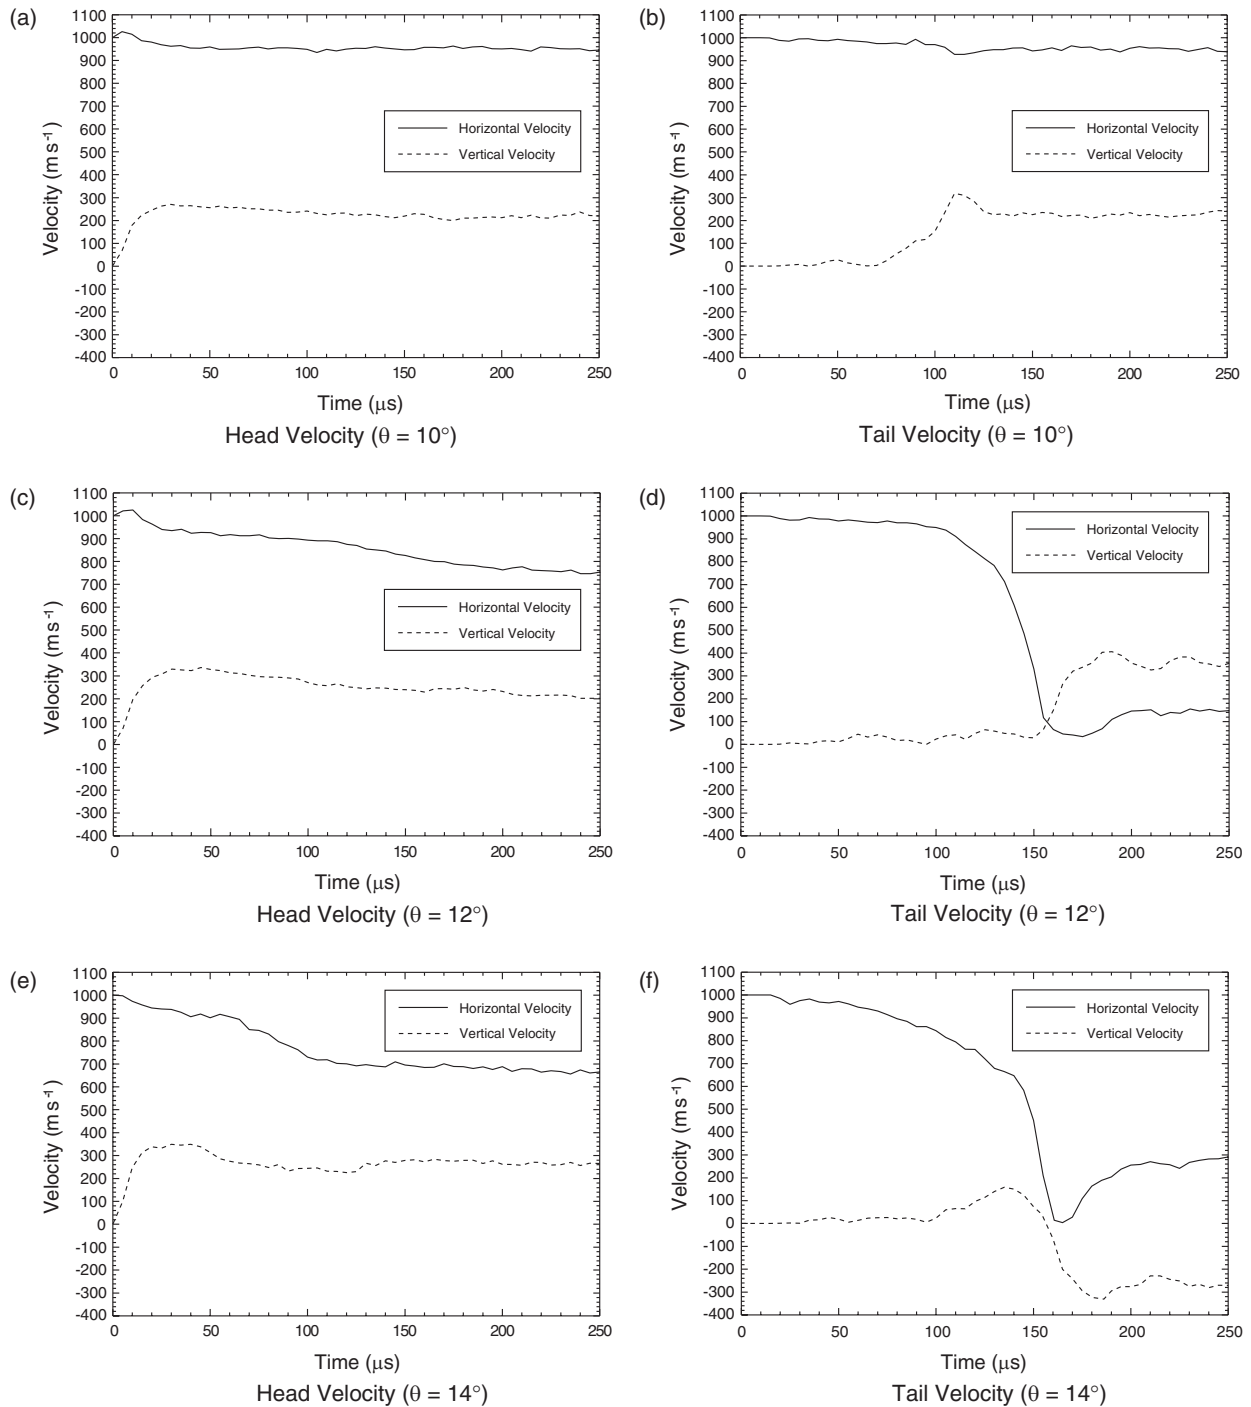 (a)
1100
1000
900
800
700
600
500
400
300
200
100
0
-100
-200
-300
-400
Velocity (m s-1)
Horizontal Velocity
Vertical Velocity
0 50 100 150 200 250
Time (μs)
Head Velocity (θ = 10°)
(b)
1100
1000
900
800
700
600
500
400
300
200
100
0
-100
-200
-300
-400
Velocity (m s-1)
Horizontal Velocity
Vertical Velocity
0 50 100 150 200 250
Time (μs)
Tail Velocity (θ = 10°)
(c)
1100
1000
900
800
700
600
500
400
300
200
100
0
-100
-200
-300
-400
Velocity (m s-1)
Horizontal Velocity
Vertical Velocity
0 50 100 150 200 250
Time (μs)
Head Velocity (θ = 12°)
(d)
1100
1000
900
800
700
600
500
400
300
200
100
0
-100
-200
-300
-400
Velocity (m s-1)
Horizontal Velocity
Vertical Velocity
0 50 100 150 200 250
Time (μs)
Tail Velocity (θ = 12°)
(e)
1100
1000
900
800
700
600
500
400
300
200
100
0
-100
-200
-300
-400
Velocity (m s-1)
Horizontal Velocity
Vertical Velocity
0 50 100 150 200 250
Time (μs)
Head Velocity (θ = 14°)
(f)
1100
1000
900
800
700
600
500
400
300
200
100
0
-100
-200
-300
-400
Velocity (m s-1)
Horizontal Velocity
Vertical Velocity
0 50 100 150 200 250
Time (μs)
Tail Velocity (θ = 14°)